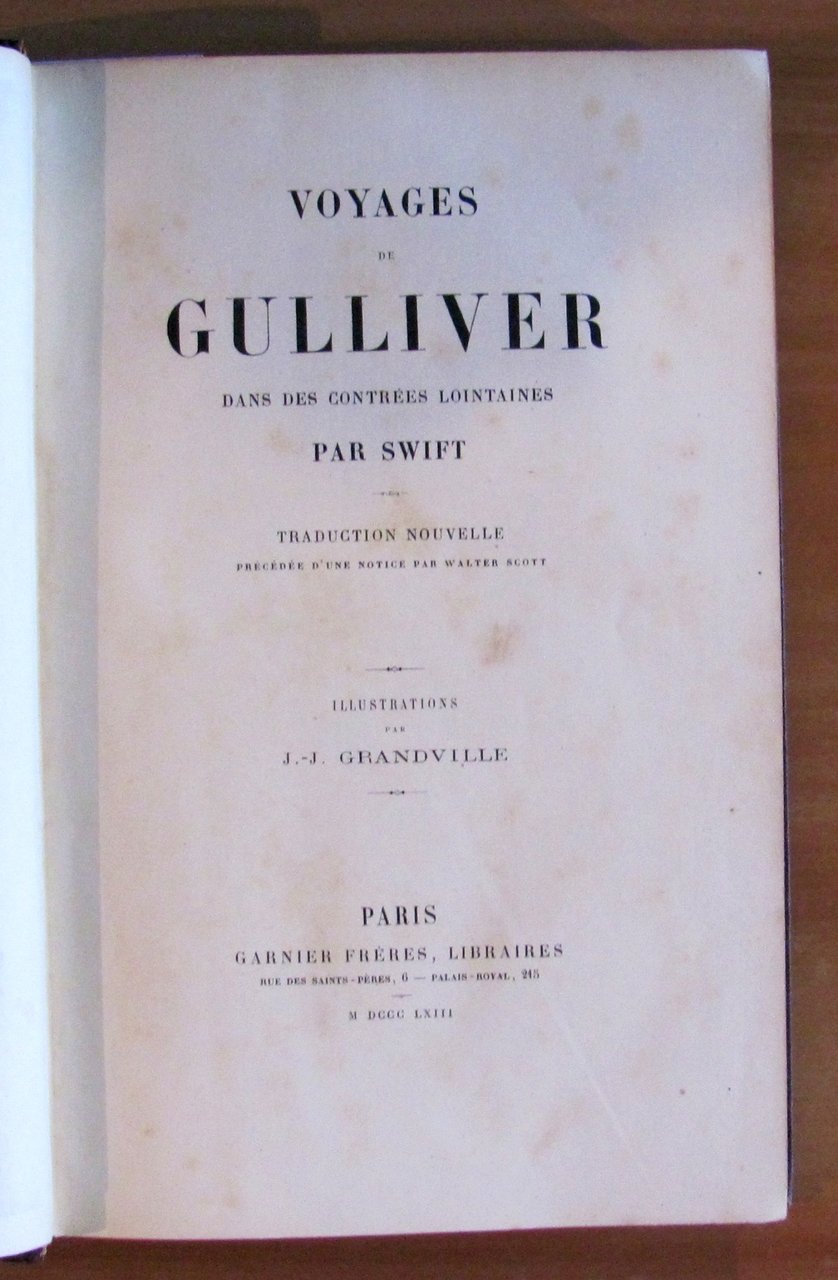 VOYAGES
DE
GULLIVER
DANS DES CONTRÉES LOINTAINES
PAR SWIFT
TRADUCTION NOUVELLE
PRÉCÉDÉE D'UNE NOTICE PAR WALTER SCOTT
ILLUSTRATIONS
PAR
J.-J. GRANDVILLE
PARIS
GARNIER FRÈRES, LIBRAIRES
RUE DES SAINTS-PÈRES, 6 — PALAIS-ROYAL, 215
M DCCC LXIII